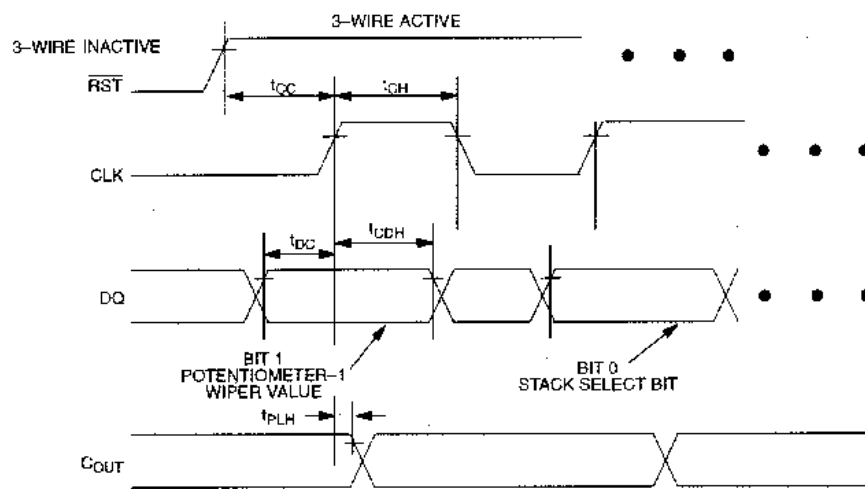 3–WIRE ACTIVE
3–WIRE INACTIVE
RST
tCC
tCH
CLK
tDC
tCDH
DQ
BIT 1
POTENTIOMETER–1
WIPER VALUE
BIT 0
STACK SELECT BIT
tPLH
COUT